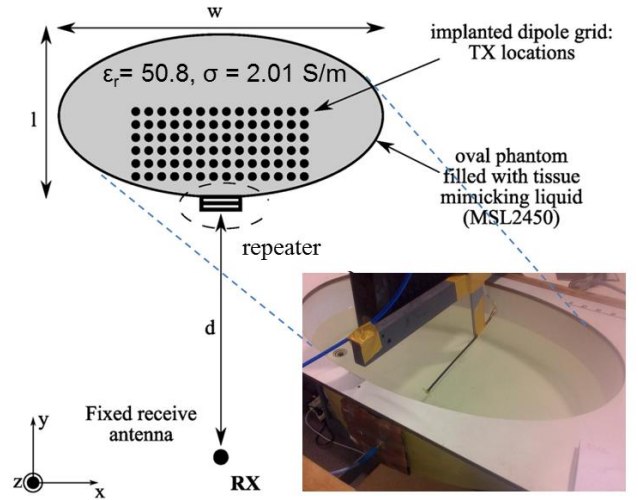 w
implanted dipole grid:
TX locations
εr= 50.8, σ = 2.01 S/m
l
oval phantom
filled with tissue
mimicking liquid
(MSL2450)
repeater
d
Fixed receive
antenna
y
z
x
RX